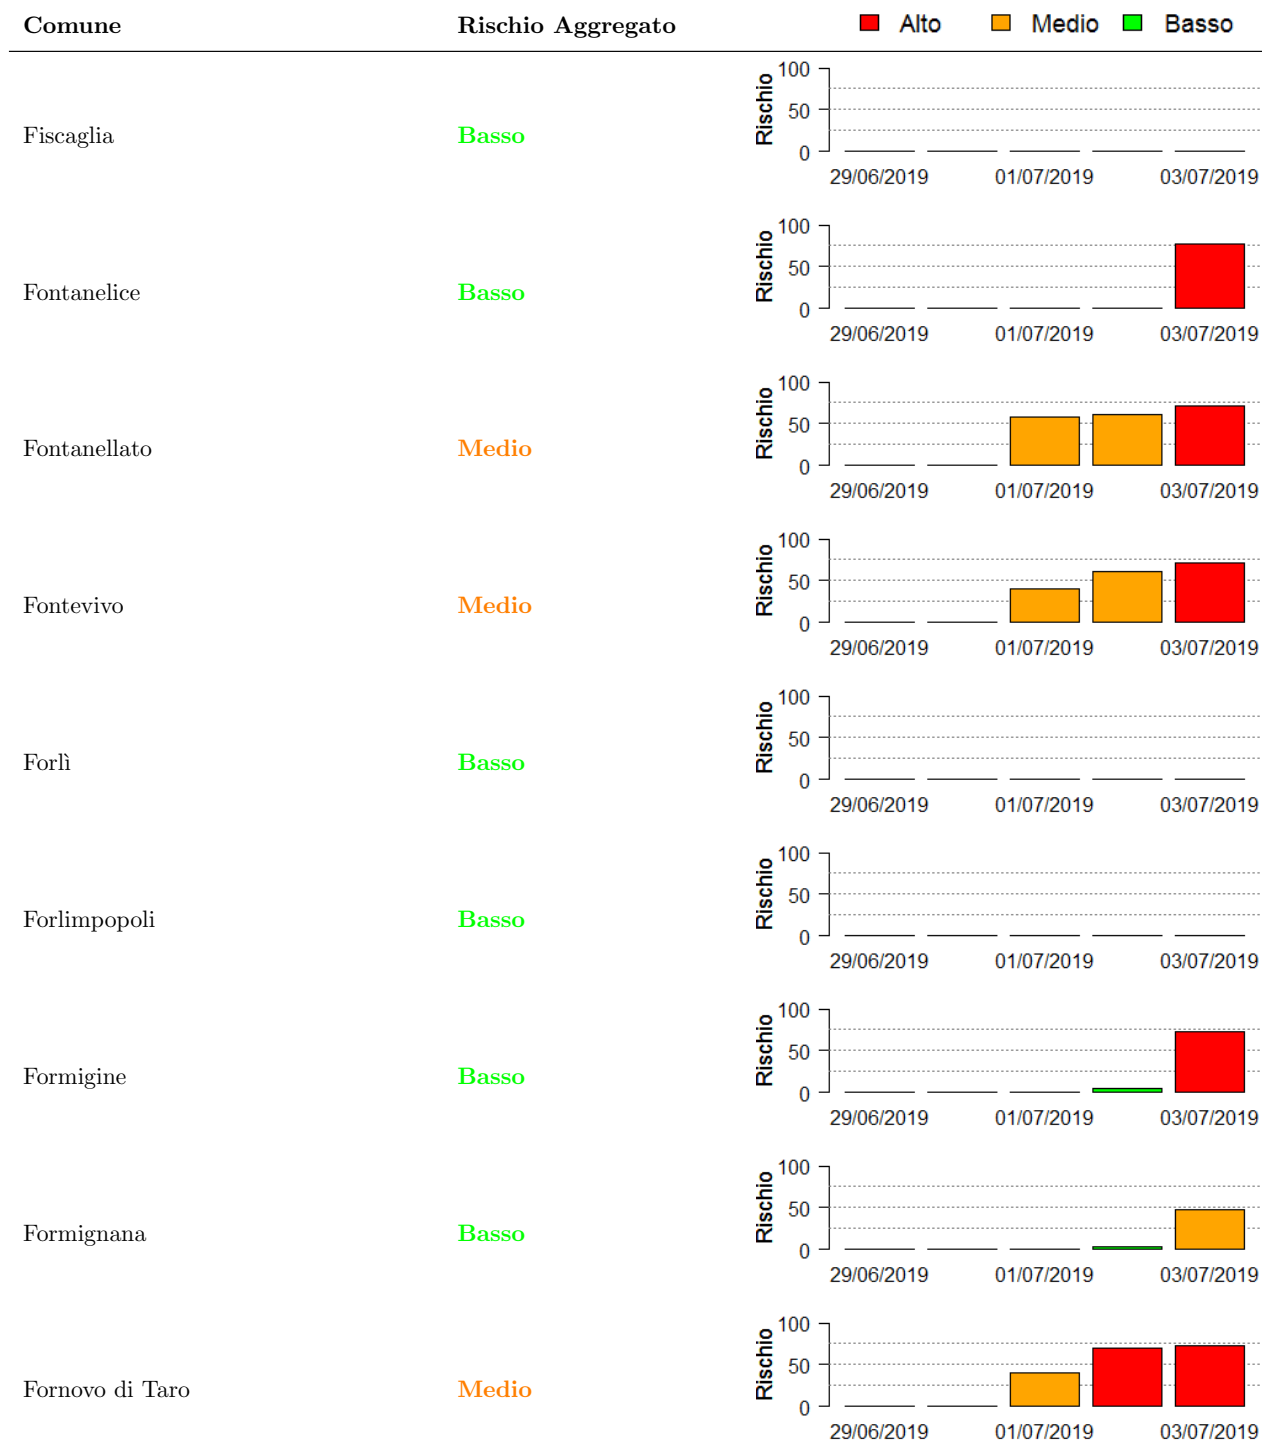 Comune Rischio Aggregato Alto Medio Basso
Fiscaglia Basso Rischio 100 50 0
29/06/2019 01/07/2019 03/07/2019
Fontanelice Basso Rischio 100 50 0
29/06/2019 01/07/2019 03/07/2019
Fontanellato Medio Rischio 100 50 0
29/06/2019 01/07/2019 03/07/2019
Fontevivo Medio Rischio 100 50 0
29/06/2019 01/07/2019 03/07/2019
Forlì Basso Rischio 100 50 0
29/06/2019 01/07/2019 03/07/2019
Forlimpopoli Basso Rischio 100 50 0
29/06/2019 01/07/2019 03/07/2019
Formigine Basso Rischio 100 50 0
29/06/2019 01/07/2019 03/07/2019
Formignana Basso Rischio 100 50 0
29/06/2019 01/07/2019 03/07/2019
Fornovo di Taro Medio Rischio 100 50 0
29/06/2019 01/07/2019 03/07/2019